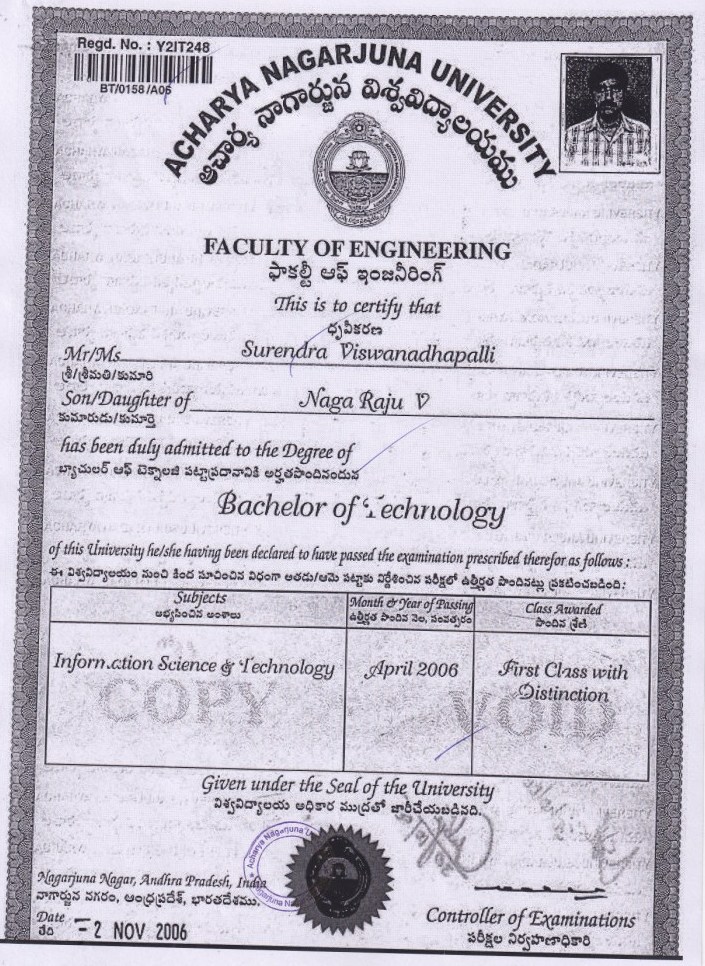 Regd. No. : Y2IT248
BT/0158/A06
ACHARYA NAGARJUNA UNIVERSITY
ఆచార్య నాగార్జున విశ్వవిద్యాలయము
FACULTY OF ENGINEERING
ఫాకల్టీ ఆఫ్ ఇంజనీరింగ్
This is to certify that
ధృవీకరణ
Mr/Ms. Surendra Viswanadhapalli
శ్రీ/శ్రీమతి/కుమారి
Son/Daughter of Naga Raju V
కుమారుడు/కుమార్తె
has been duly admitted to the Degree of
బ్యాచులర్ ఆఫ్ టెక్నాలజి పట్టాప్రదానానికి అర్హతపొందినందున
Bachelor of Technology
of this University he/she having been declared to have passed the examination prescribed therefor as follows :
ఈ విశ్వవిద్యాలయం నుంచి కింద సూచించిన విధంగా అతడు/ఆమె పట్టాకు నిర్దేశించిన పరీక్షలో ఉత్తీర్ణత పొందినట్లు ప్రకటించబడింది :
Subjects Month & Year of Passing Class Awarded
అభ్యసించిన అంశాలు ఉత్తీర్ణత పొందిన నెల, సంవత్సరం పొందిన శ్రేణి
Information Science & Technology April 2006 First Class with
Distinction
COPY VOID
Given under the Seal of the University
విశ్వవిద్యాలయ అధికార ముద్రతో జారీచేయబడినది.
Acharya Nagarjuna
Nagarjuna Nagar, Andhra Pradesh, India
నాగార్జున నగరం, ఆంధ్రప్రదేశ్, భారతదేశము.
Date
తేది - 2 NOV 2006
Controller of Examinations
పరీక్షల నిర్వహణాధికారి